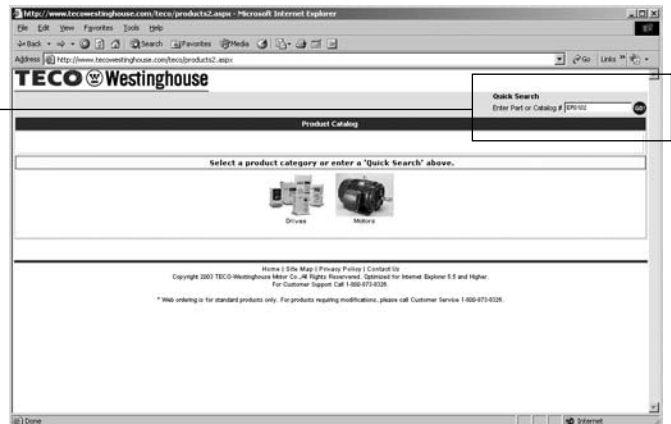 http://www.tecowestinghouse.com/teco/products2.aspx - Microsoft Internet Explorer
File Edit View Favorites Tools Help
Back Search Favorites Media
Address http://www.tecowestinghouse.com/teco/products2.aspx Go Links »
TECO W Westinghouse
Quick Search
Enter Part or Catalog # EP0102 GO!
Product Catalog
Select a product category or enter a 'Quick Search' above.
Drives Motors
Home | Site Map | Privacy Policy | Contact Us
Copyright 2003 TECO-Westinghouse Motor Co., All Rights Reservered. Optimized for Internet Explorer 5.5 and Higher.
For Customer Support Call 1-800-873-8326.
* Web ordering is for standard products only. For products requiring modifications, please call Customer Service 1-800-873-8326.
Done Internet